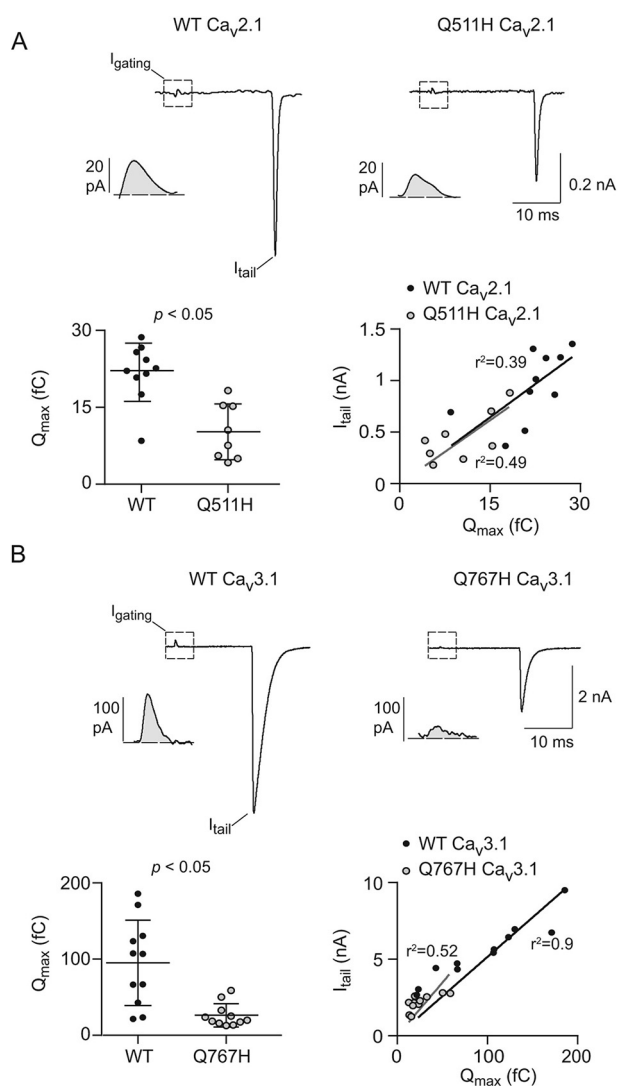 A
WT Cav2.1
Q511H Cav2.1
Igating
20
pA
20
pA
0.2 nA
10 ms
Itail
p < 0.05
30
15
0
Qmax (fC)
WT
Q511H
WT Cav2.1
Q511H Cav2.1
r²=0.39
r²=0.49
1.5
1
0.5
0
Itail (nA)
0
15
30
Qmax (fC)
B
WT Cav3.1
Q767H Cav3.1
Igating
100
pA
100
pA
2 nA
10 ms
Itail
p < 0.05
200
100
0
Qmax (fC)
WT
Q767H
WT Cav3.1
Q767H Cav3.1
r²=0.52
r²=0.9
10
5
0
Itail (nA)
0
100
200
Qmax (fC)